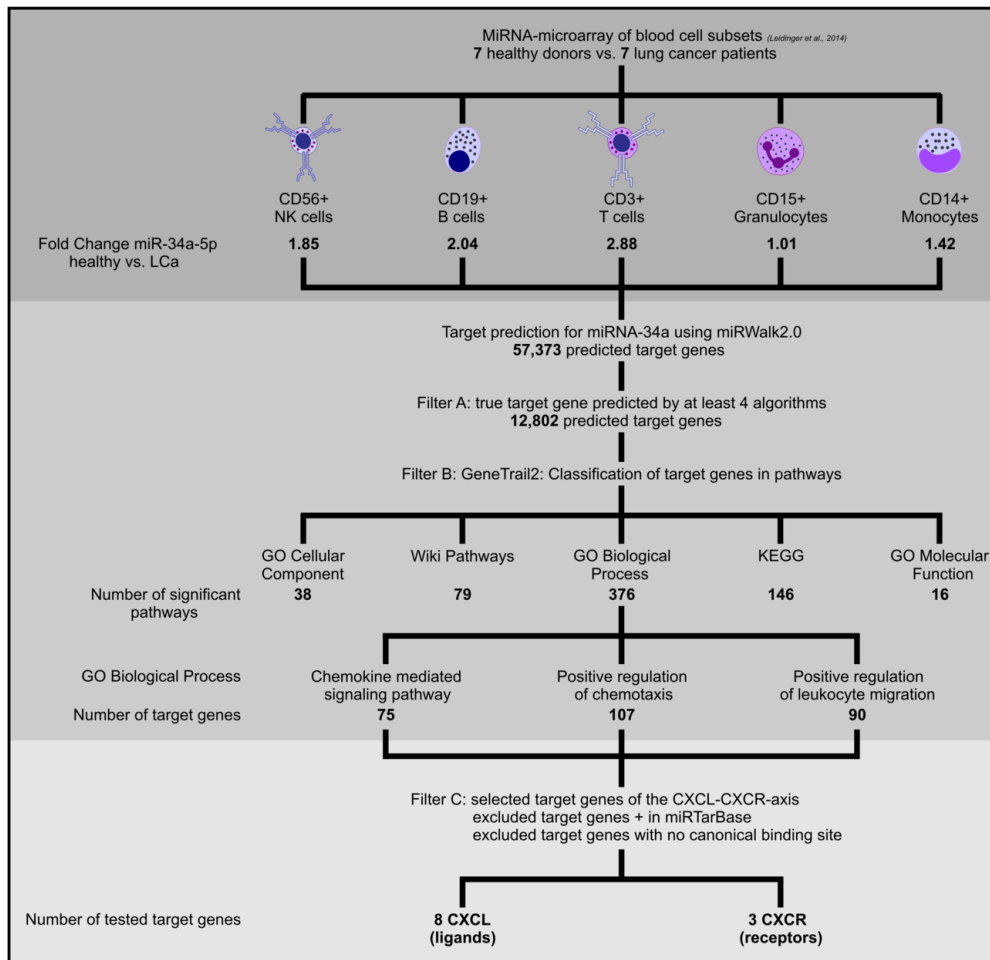 MiRNA-microarray of blood cell subsets (Leidinger et al., 2014)
7 healthy donors vs. 7 lung cancer patients
CD56+ CD19+ CD3+ CD15+ CD14+
NK cells B cells T cells Granulocytes Monocytes
Fold Change miR-34a-5p 1.85 2.04 2.88 1.01 1.42
healthy vs. LCa
Target prediction for miRNA-34a using miRWalk2.0
57,373 predicted target genes
Filter A: true target gene predicted by at least 4 algorithms
12,802 predicted target genes
Filter B: GeneTrail2: Classification of target genes in pathways
GO Cellular Wiki Pathways GO Biological KEGG GO Molecular
Component Process Function
Number of significant 38 79 376 146 16
pathways
GO Biological Process Chemokine mediated Positive regulation Positive regulation
signaling pathway of chemotaxis of leukocyte migration
Number of target genes 75 107 90
Filter C: selected target genes of the CXCL-CXCR-axis
excluded target genes + in miRTarBase
excluded target genes with no canonical binding site
Number of tested target genes 8 CXCL 3 CXCR
(ligands) (receptors)